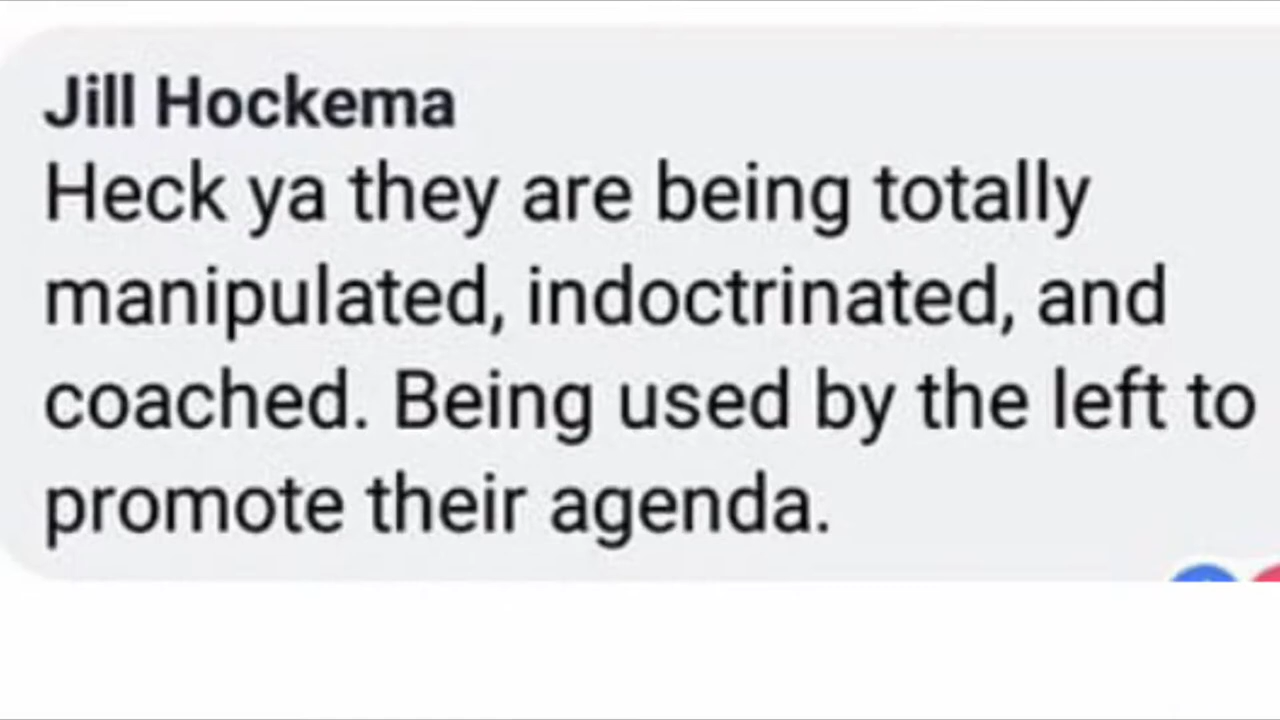 Jill Hockema
Heck ya they are being totally
manipulated, indoctrinated, and
coached. Being used by the left to
promote their agenda.